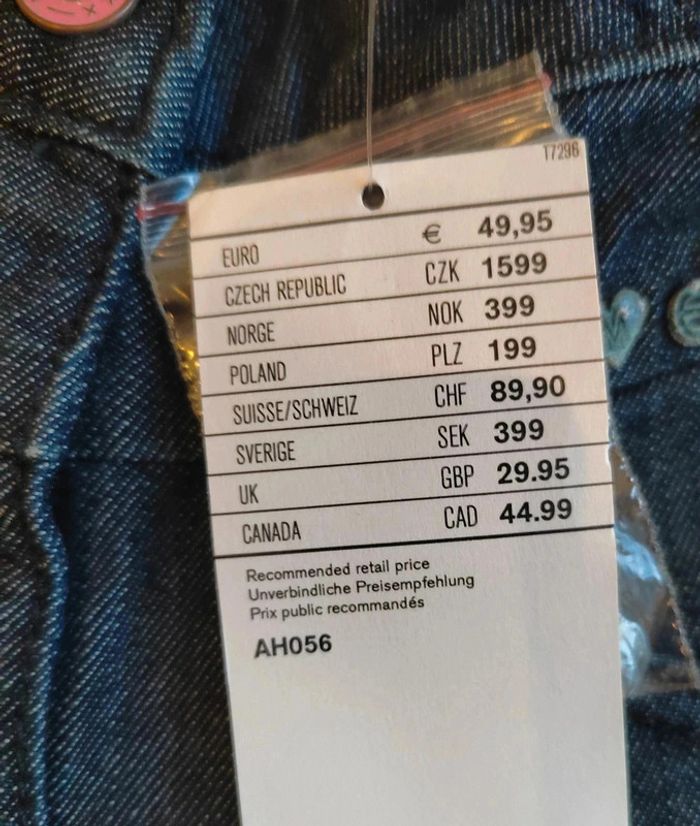 T7296
EURO € 49,95
CZECH REPUBLIC CZK 1599
NORGE NOK 399
POLAND PLZ 199
SUISSE/SCHWEIZ CHF 89,90
SVERIGE SEK 399
UK GBP 29.95
CANADA CAD 44.99
Recommended retail price
Unverbindliche Preisempfehlung
Prix public recommandés
AH056